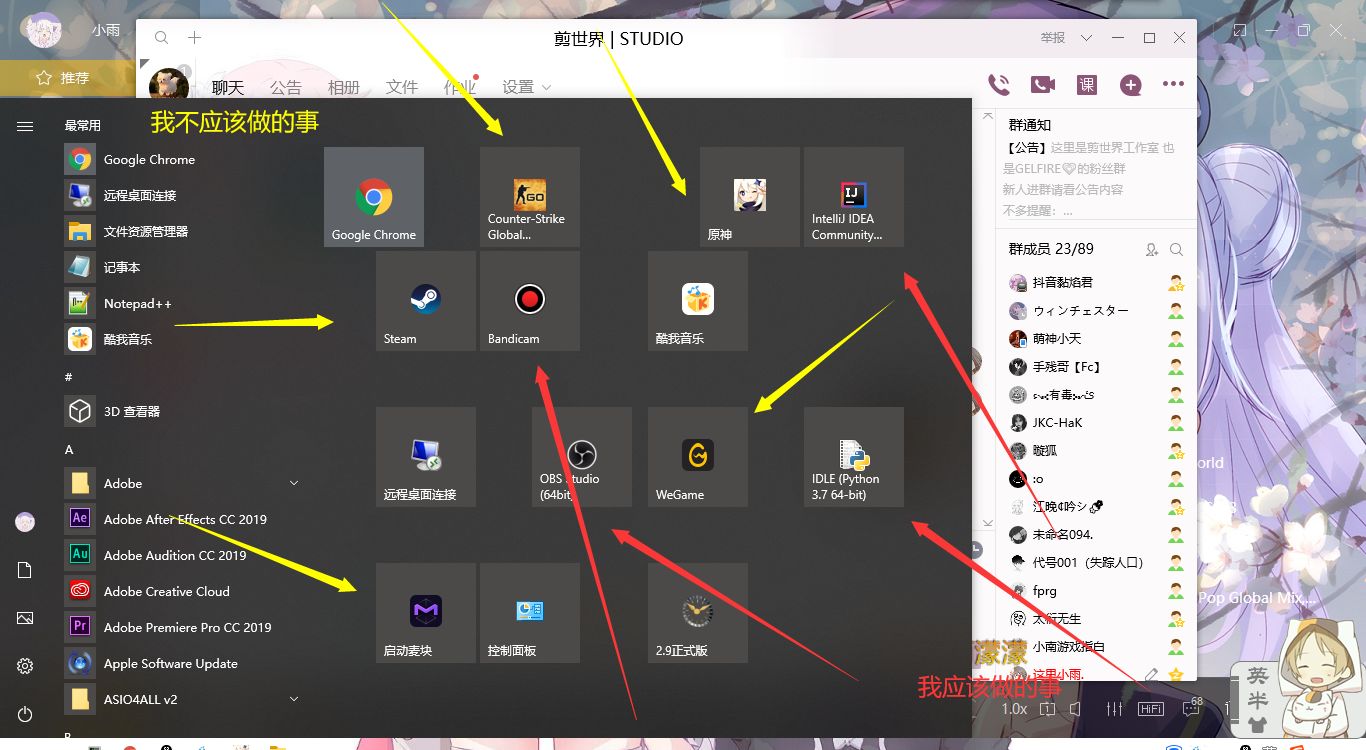 小雨
推荐
剪世界 | STUDIO
举报
1
聊天
公告
相册
文件
作业
设置
课
我不应该做的事
最常用
Google Chrome
远程桌面连接
文件资源管理器
记事本
Notepad++
酷我音乐
#
3D 查看器
A
Adobe
Adobe After Effects CC 2019
Adobe Audition CC 2019
Adobe Creative Cloud
Adobe Premiere Pro CC 2019
Apple Software Update
ASIO4ALL v2
Google Chrome
Counter-Strike
Global...
原神
IntelliJ IDEA
Community...
Steam
Bandicam
酷我音乐
远程桌面连接
OBS Studio
(64bit)
WeGame
IDLE (Python
3.7 64-bit)
启动麦块
控制面板
2.9正式版
群通知
【公告】这里是剪世界工作室 也
是GELFIRE🤍的粉丝群
新人进群请看公告内容
不多提醒：...
群成员 23/89
抖音黏焰君
ウィンチェスター
萌神小天
手残哥【Fc】
有毒
JKC-HaK
璇狐
:o
江晚¢吟シ
未命名094.
代号001（失踪人口）
fprg
太衍无生
小南游戏指白
这里小雨.
濛濛
我应该做的事
1.0x
HiFi
68
orld
Pop Global Mix,...
英
半